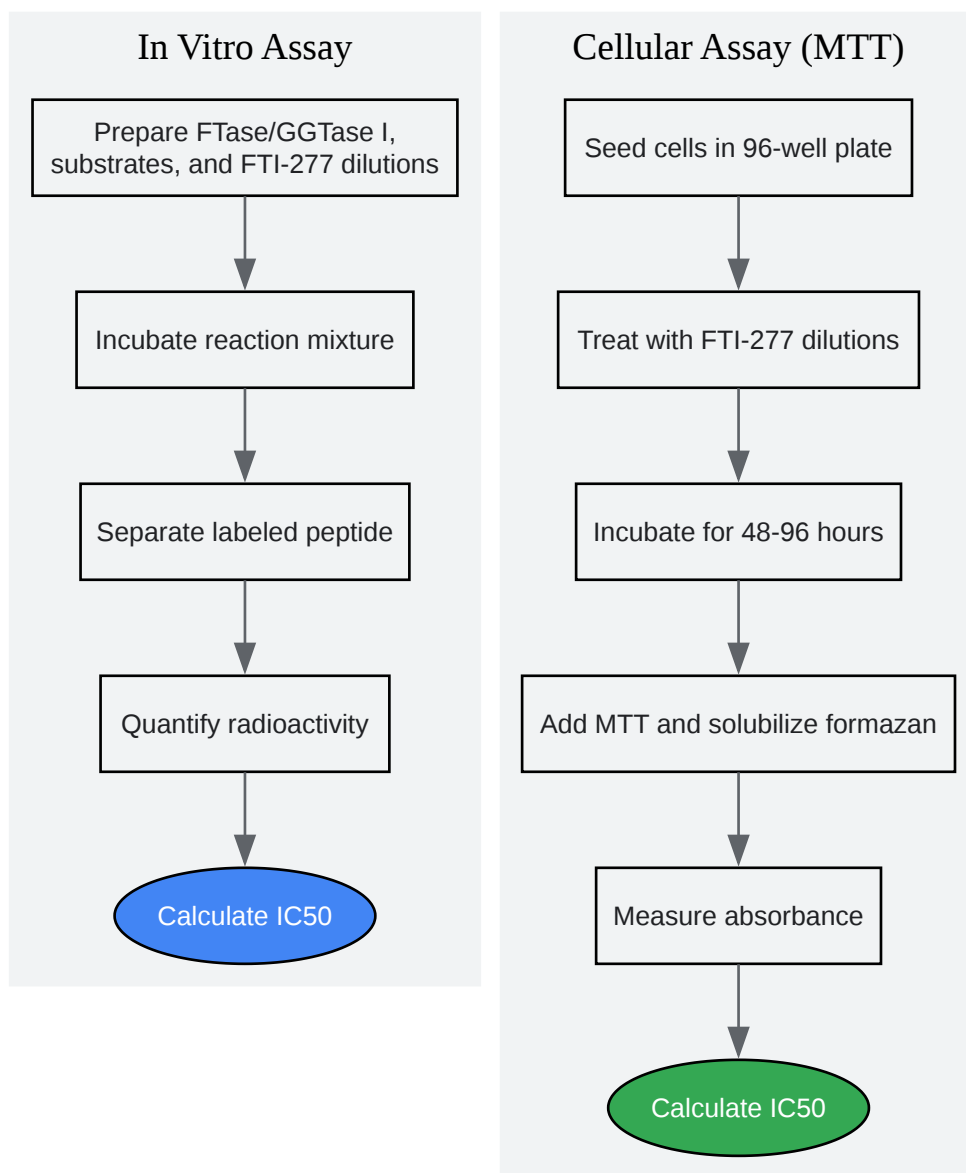 In Vitro Assay
Prepare FTase/GGTase I,
substrates, and FTI-277 dilutions
Incubate reaction mixture
Separate labeled peptide
Quantify radioactivity
Calculate IC50
Cellular Assay (MTT)
Seed cells in 96-well plate
Treat with FTI-277 dilutions
Incubate for 48-96 hours
Add MTT and solubilize formazan
Measure absorbance
Calculate IC50